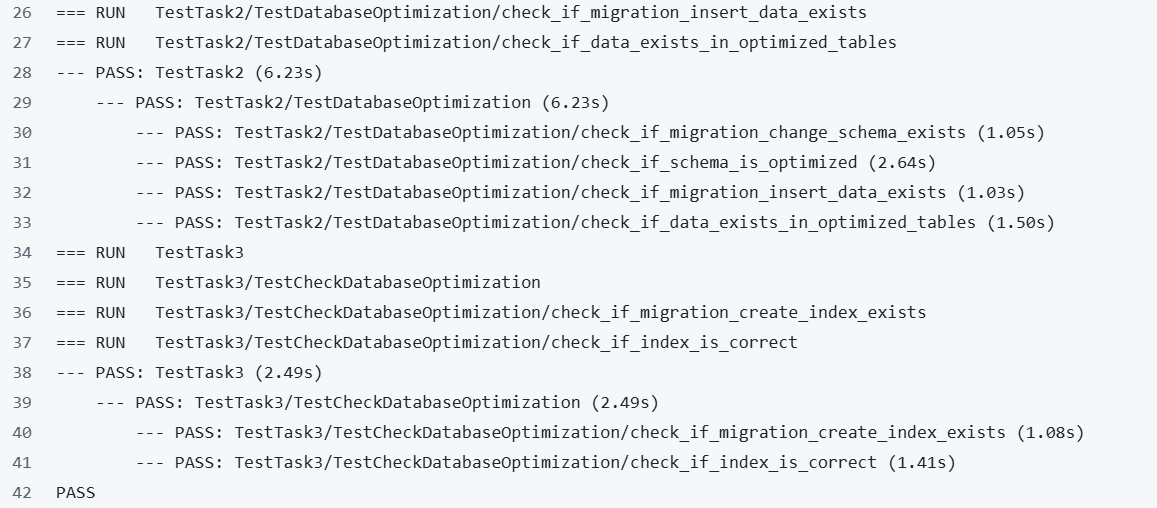 26 === RUN   TestTask2/TestDatabaseOptimization/check_if_migration_insert_data_exists
27 === RUN   TestTask2/TestDatabaseOptimization/check_if_data_exists_in_optimized_tables
28 --- PASS: TestTask2 (6.23s)
29     --- PASS: TestTask2/TestDatabaseOptimization (6.23s)
30         --- PASS: TestTask2/TestDatabaseOptimization/check_if_migration_change_schema_exists (1.05s)
31         --- PASS: TestTask2/TestDatabaseOptimization/check_if_schema_is_optimized (2.64s)
32         --- PASS: TestTask2/TestDatabaseOptimization/check_if_migration_insert_data_exists (1.03s)
33         --- PASS: TestTask2/TestDatabaseOptimization/check_if_data_exists_in_optimized_tables (1.50s)
34 === RUN   TestTask3
35 === RUN   TestTask3/TestCheckDatabaseOptimization
36 === RUN   TestTask3/TestCheckDatabaseOptimization/check_if_migration_create_index_exists
37 === RUN   TestTask3/TestCheckDatabaseOptimization/check_if_index_is_correct
38 --- PASS: TestTask3 (2.49s)
39     --- PASS: TestTask3/TestCheckDatabaseOptimization (2.49s)
40         --- PASS: TestTask3/TestCheckDatabaseOptimization/check_if_migration_create_index_exists (1.08s)
41         --- PASS: TestTask3/TestCheckDatabaseOptimization/check_if_index_is_correct (1.41s)
42 PASS